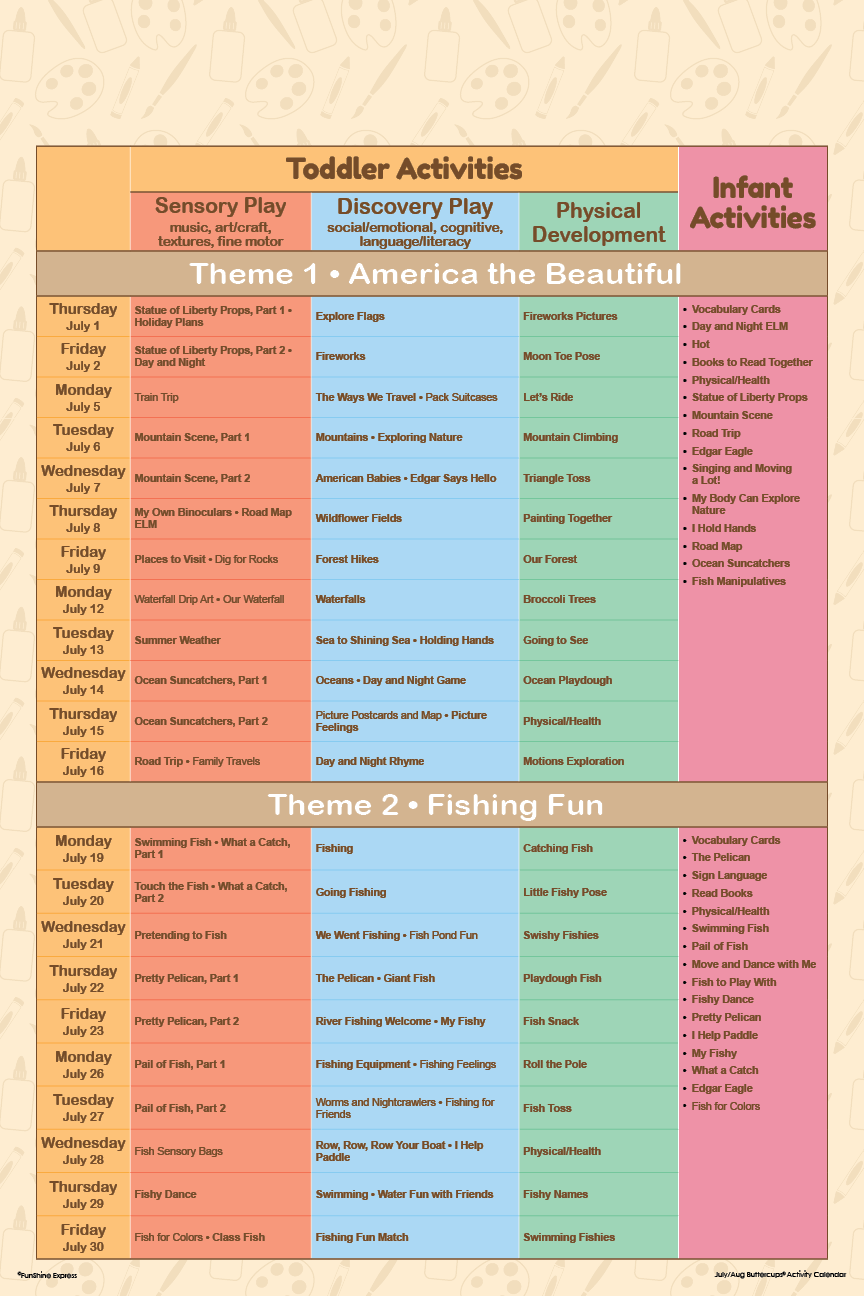 Toddler Activities
Infant
Activities
Sensory Play
music, art/craft,
textures, fine motor
Discovery Play
social/emotional, cognitive,
language/literacy
Physical
Development
Theme 1 • America the Beautiful
Thursday
July 1
Statue of Liberty Props, Part 1 •
Holiday Plans
Explore Flags
Fireworks Pictures
Friday
July 2
Statue of Liberty Props, Part 2 •
Day and Night
Fireworks
Moon Toe Pose
Monday
July 5
Train Trip
The Ways We Travel • Pack Suitcases
Let's Ride
Tuesday
July 6
Mountain Scene, Part 1
Mountains • Exploring Nature
Mountain Climbing
Wednesday
July 7
Mountain Scene, Part 2
American Babies • Edgar Says Hello
Triangle Toss
Thursday
July 8
My Own Binoculars • Road Map
ELM
Wildflower Fields
Painting Together
Friday
July 9
Places to Visit • Dig for Rocks
Forest Hikes
Our Forest
Monday
July 12
Waterfall Drip Art • Our Waterfall
Waterfalls
Broccoli Trees
Tuesday
July 13
Summer Weather
Sea to Shining Sea • Holding Hands
Going to See
Wednesday
July 14
Ocean Suncatchers, Part 1
Oceans • Day and Night Game
Ocean Playdough
Thursday
July 15
Ocean Suncatchers, Part 2
Picture Postcards and Map • Picture
Feelings
Physical/Health
Friday
July 16
Road Trip • Family Travels
Day and Night Rhyme
Motions Exploration
• Vocabulary Cards
• Day and Night ELM
• Hot
• Books to Read Together
• Physical/Health
• Statue of Liberty Props
• Mountain Scene
• Road Trip
• Edgar Eagle
• Singing and Moving
a Lot!
• My Body Can Explore
Nature
• I Hold Hands
• Road Map
• Ocean Suncatchers
• Fish Manipulatives
Theme 2 • Fishing Fun
Monday
July 19
Swimming Fish • What a Catch,
Part 1
Fishing
Catching Fish
Tuesday
July 20
Touch the Fish • What a Catch,
Part 2
Going Fishing
Little Fishy Pose
Wednesday
July 21
Pretending to Fish
We Went Fishing • Fish Pond Fun
Swishy Fishies
Thursday
July 22
Pretty Pelican, Part 1
The Pelican • Giant Fish
Playdough Fish
Friday
July 23
Pretty Pelican, Part 2
River Fishing Welcome • My Fishy
Fish Snack
Monday
July 26
Pail of Fish, Part 1
Fishing Equipment • Fishing Feelings
Roll the Pole
Tuesday
July 27
Pail of Fish, Part 2
Worms and Nightcrawlers • Fishing for
Friends
Fish Toss
Wednesday
July 28
Fish Sensory Bags
Row, Row, Row Your Boat • I Help
Paddle
Physical/Health
Thursday
July 29
Fishy Dance
Swimming • Water Fun with Friends
Fishy Names
Friday
July 30
Fish for Colors • Class Fish
Fishing Fun Match
Swimming Fishies
• Vocabulary Cards
• The Pelican
• Sign Language
• Read Books
• Physical/Health
• Swimming Fish
• Pail of Fish
• Move and Dance with Me
• Fish to Play With
• Fishy Dance
• Pretty Pelican
• I Help Paddle
• My Fishy
• What a Catch
• Edgar Eagle
• Fish for Colors
©FunShine Express
July/Aug Buttercups® Activity Calendar